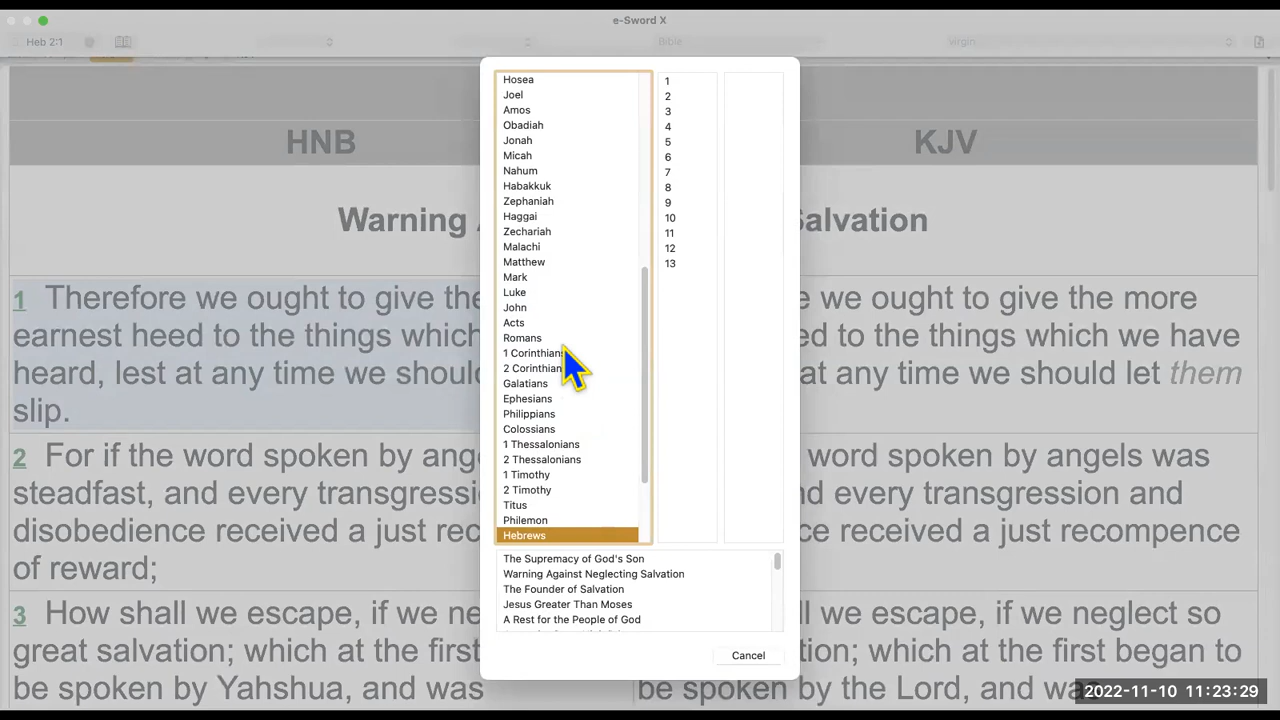 e-Sword X
Heb 2:1
Bible
HNB
KJV
Warning
Salvation
1 Therefore we ought to give the
earnest heed to the things which
heard, lest at any time we should
slip.
e we ought to give the more
ed to the things which we have
at any time we should let them
2 For if the word spoken by ang
steadfast, and every transgressi
disobedience received a just rec
of reward;
word spoken by angels was
nd every transgression and
ce received a just recompence
3 How shall we escape, if we ne
great salvation; which at the first
be spoken by Yahshua, and was
ll we escape, if we neglect so
tion; which at the first began to
be spoken by the Lord, and was
Hosea
Joel
Amos
Obadiah
Jonah
Micah
Nahum
Habakkuk
Zephaniah
Haggai
Zechariah
Malachi
Matthew
Mark
Luke
John
Acts
Romans
1 Corinthians
2 Corinthian
Galatians
Ephesians
Philippians
Colossians
1 Thessalonians
2 Thessalonians
1 Timothy
2 Timothy
Titus
Philemon
Hebrews
1
2
3
4
5
6
7
8
9
10
11
12
13
The Supremacy of God's Son
Warning Against Neglecting Salvation
The Founder of Salvation
Jesus Greater Than Moses
A Rest for the People of God
Cancel
2022-11-10 11:23:29